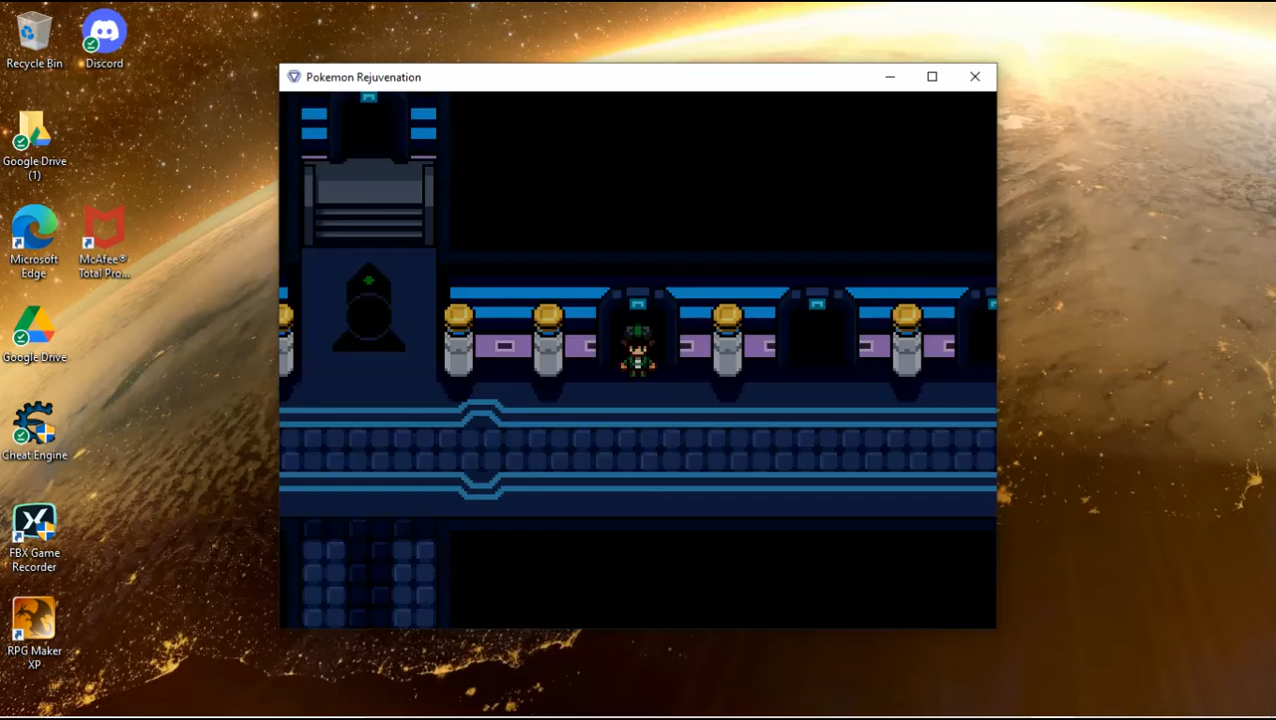 Recycle Bin
Discord
Pokemon Rejuvenation
Google Drive
(1)
Microsoft
Edge
McAfee®
Total Pro...
Google Drive
Cheat Engine
FBX Game
Recorder
RPG Maker
XP